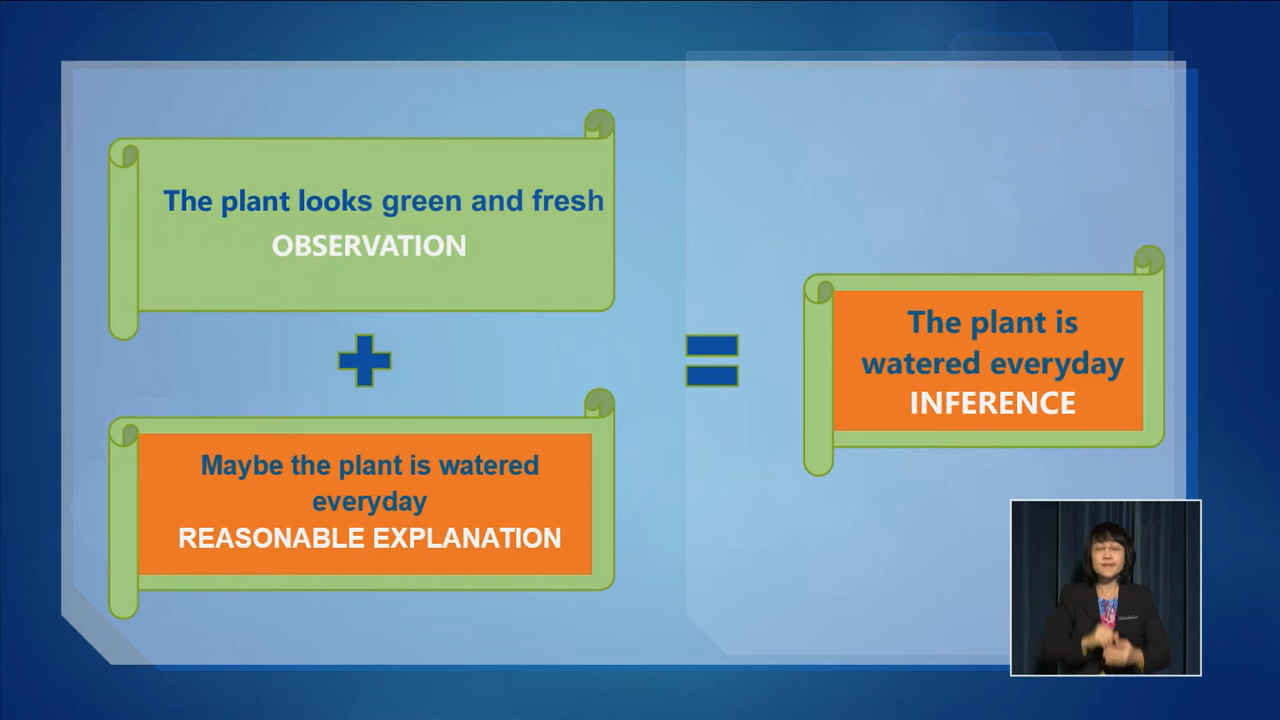 The plant looks green and fresh
OBSERVATION
Maybe the plant is watered
everyday
REASONABLE EXPLANATION
The plant is
watered everyday
INFERENCE